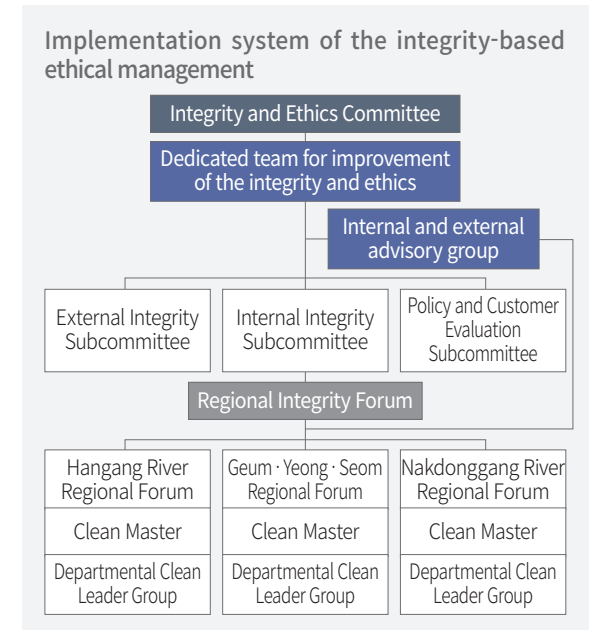 Implementation system of the integrity-based
ethical management
Integrity and Ethics Committee
Dedicated team for improvement
of the integrity and ethics
Internal and external
advisory group
External Integrity
Subcommittee
Internal Integrity
Subcommittee
Policy and Customer
Evaluation
Subcommittee
Regional Integrity Forum
Hangang River
Regional Forum
Clean Master
Departmental Clean
Leader Group
Geum · Yeong · Seom
Regional Forum
Clean Master
Departmental Clean
Leader Group
Nakdonggang River
Regional Forum
Clean Master
Departmental Clean
Leader Group